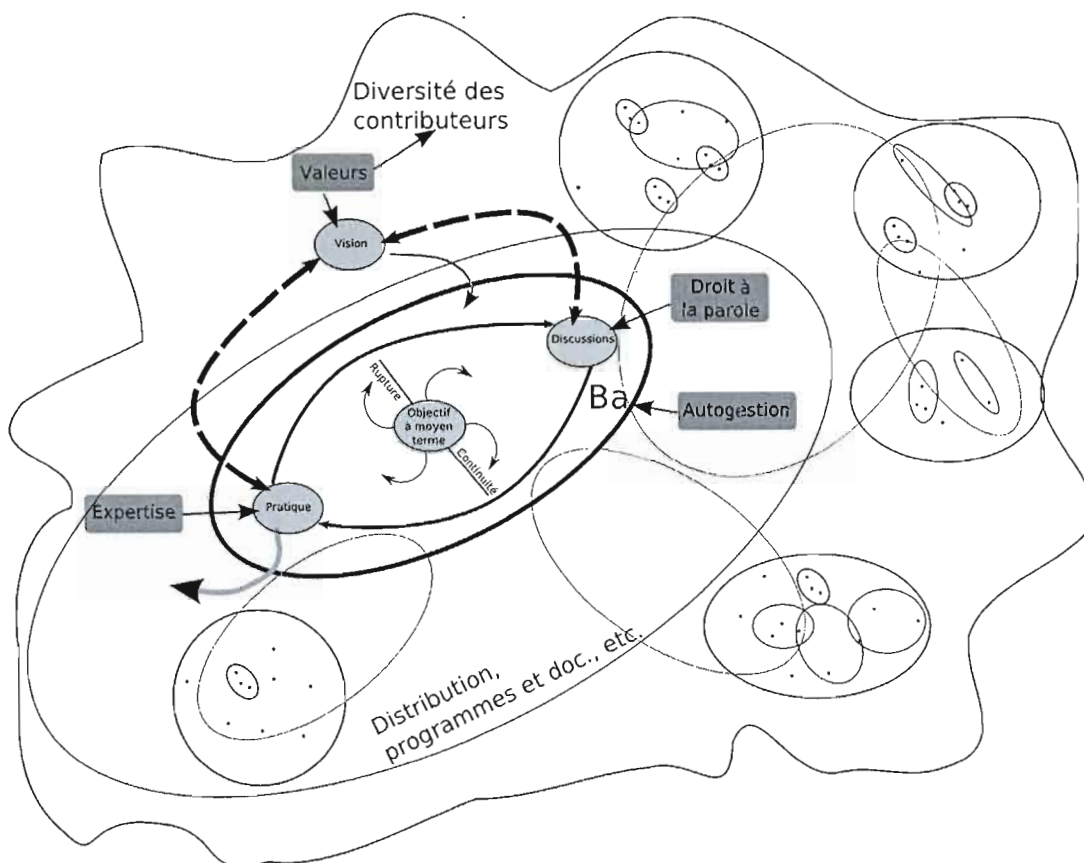 Diversité des
contributeurs
Valeurs
Vision
Droit à
la parole
Discussions
Rupture
Ba
Autogestion
Objectif
à moyen
terme
Continuité
Expertise
Pratique
Distribution,
programmes et doc., etc.